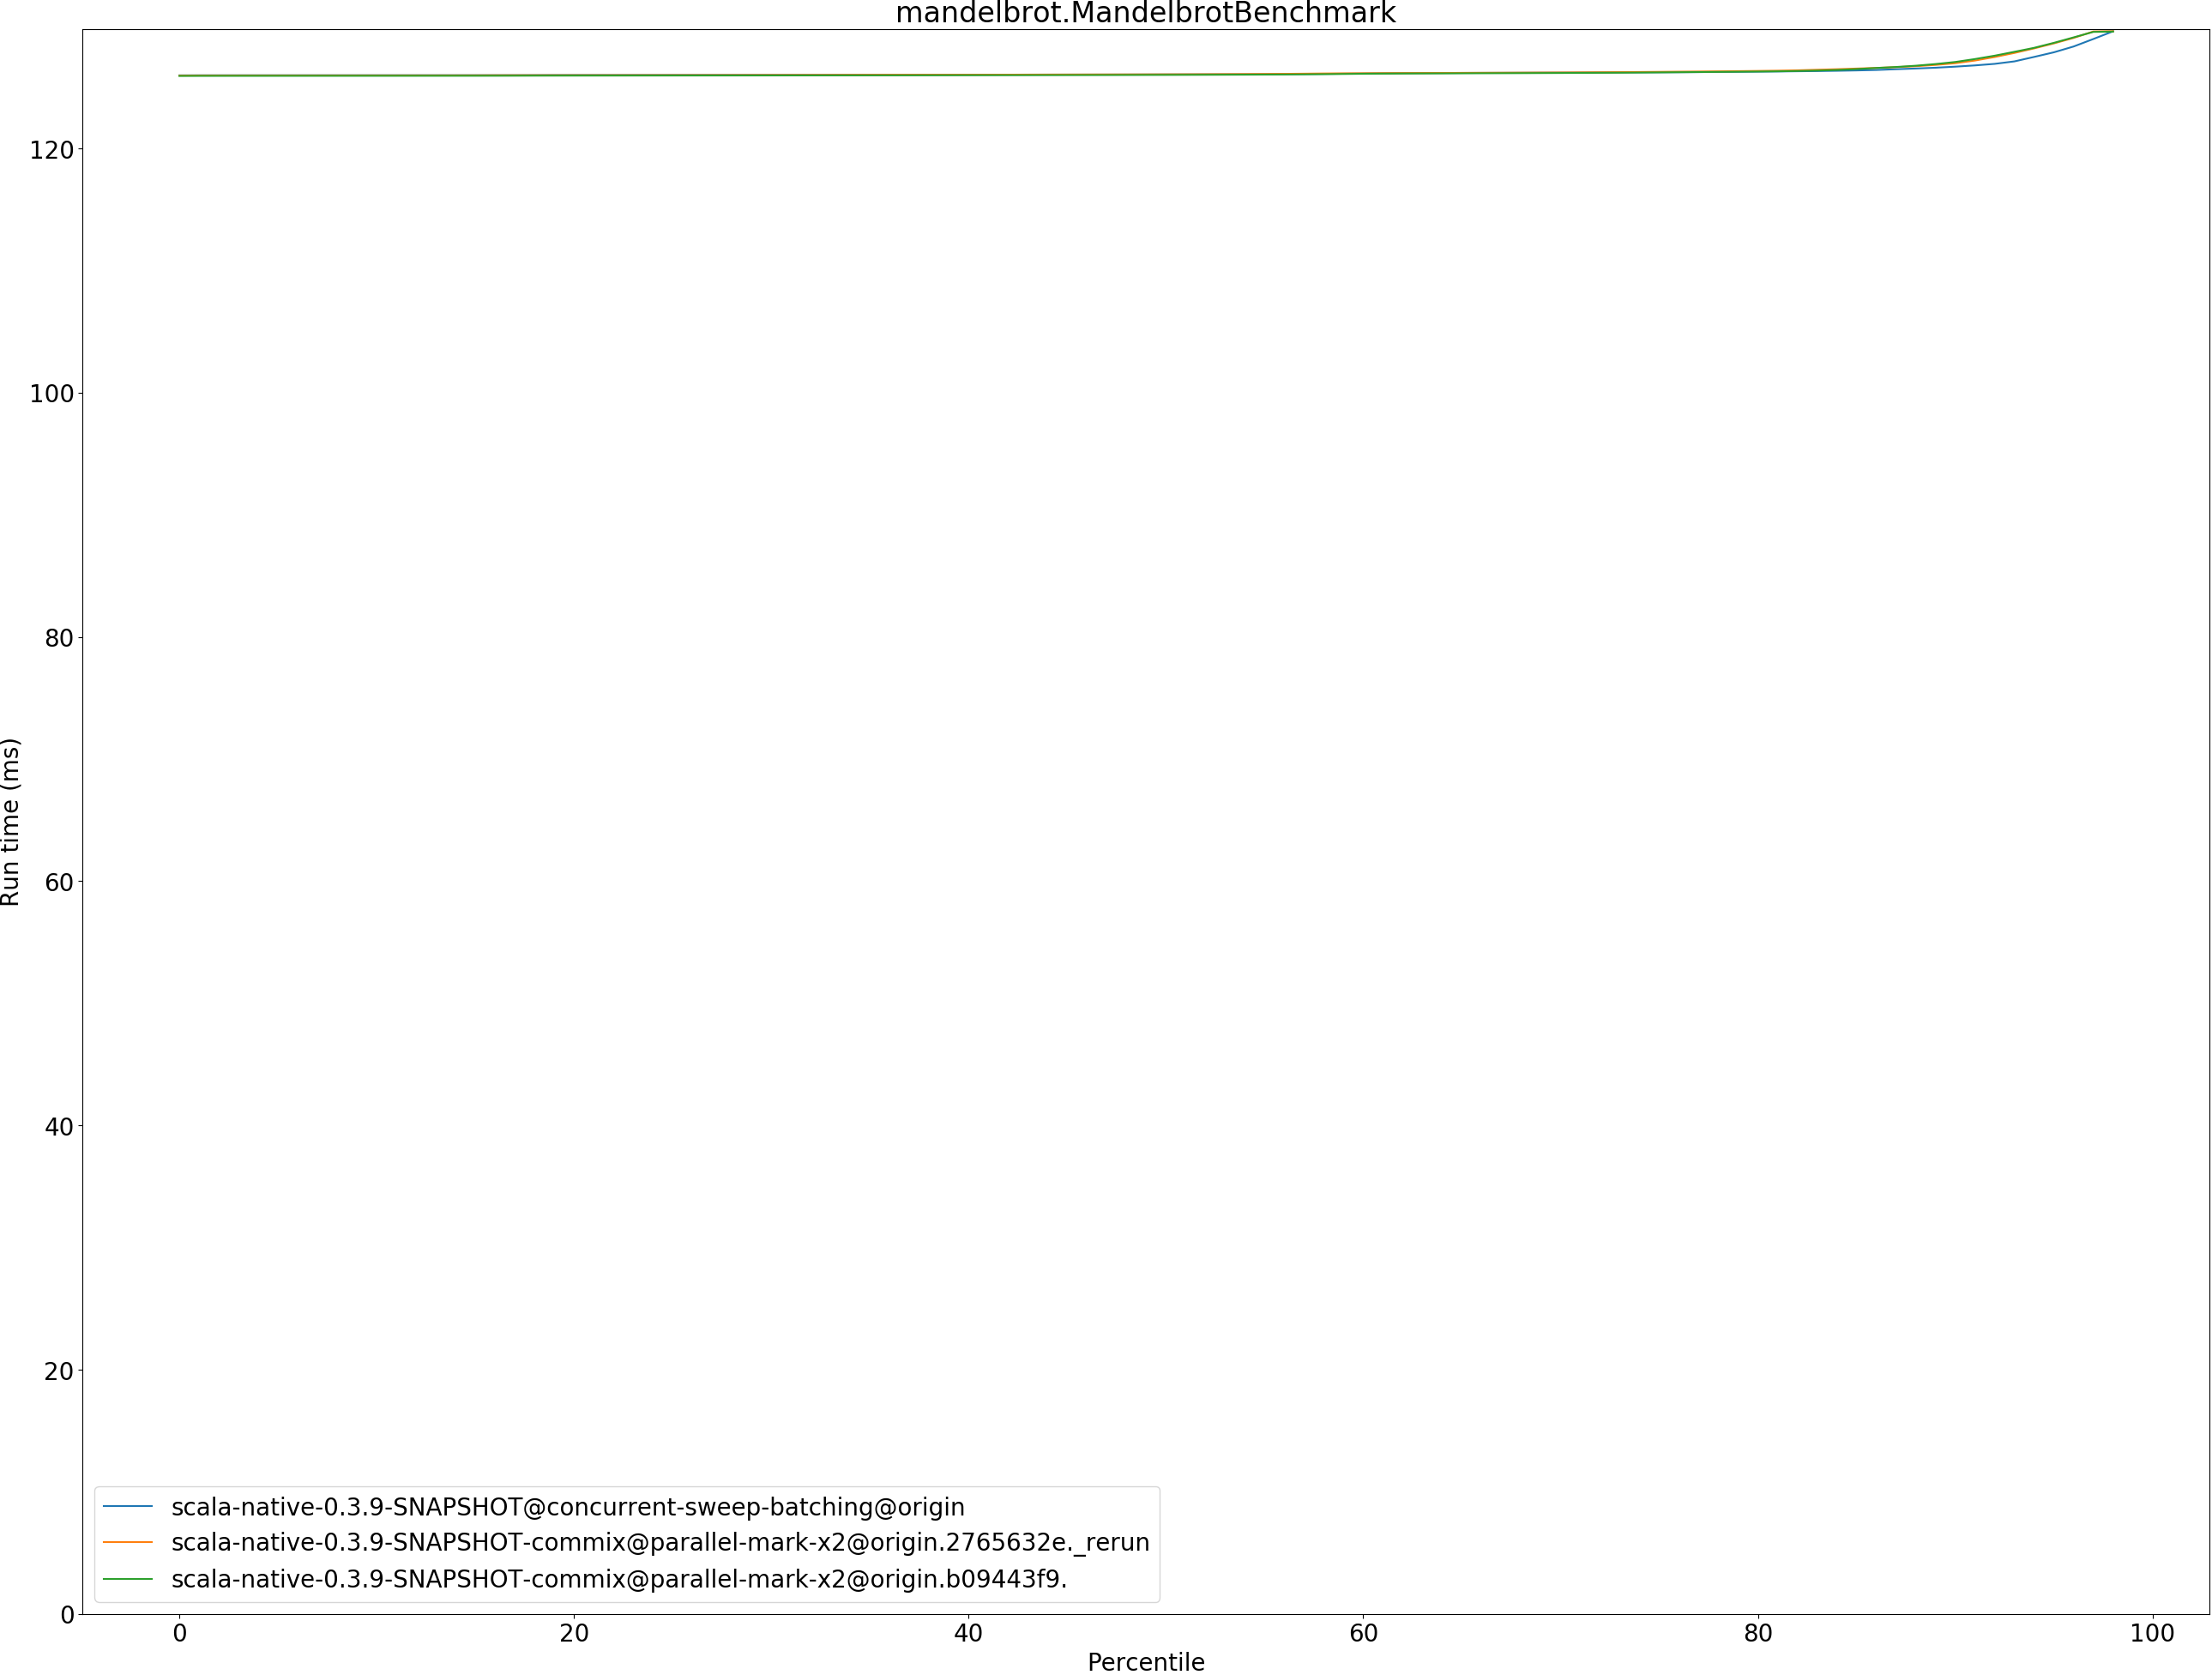 mandelbrot.MandelbrotBenchmark
120
100
80
60
40
20
0
Run time (ms)
scala-native-0.3.9-SNAPSHOT@concurrent-sweep-batching@origin
scala-native-0.3.9-SNAPSHOT-commix@parallel-mark-x2@origin.2765632e._rerun
scala-native-0.3.9-SNAPSHOT-commix@parallel-mark-x2@origin.b09443f9.
0 20 40 60 80 100
Percentile